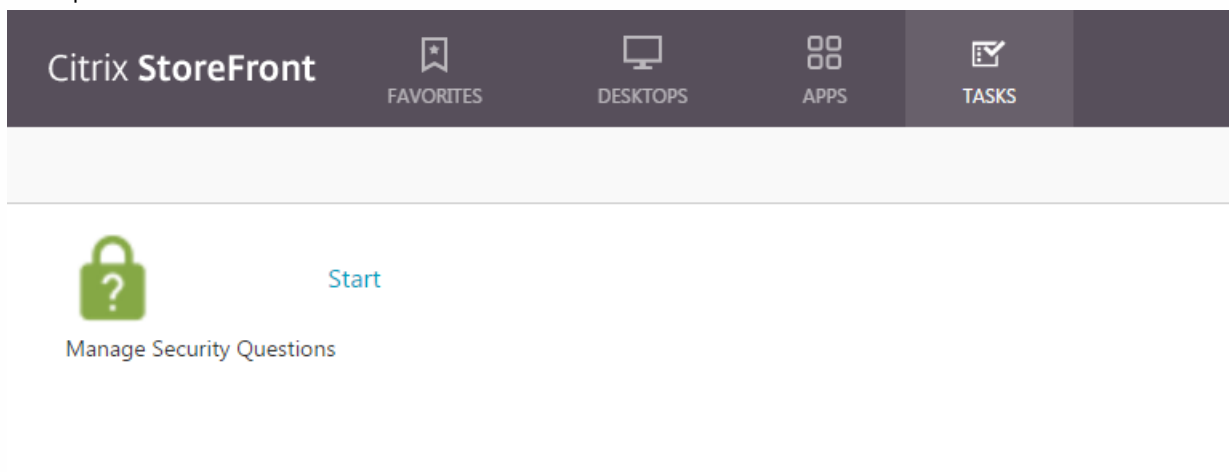 Citrix StoreFront
FAVORITES
DESKTOPS
APPS
TASKS
?
Start
Manage Security Questions